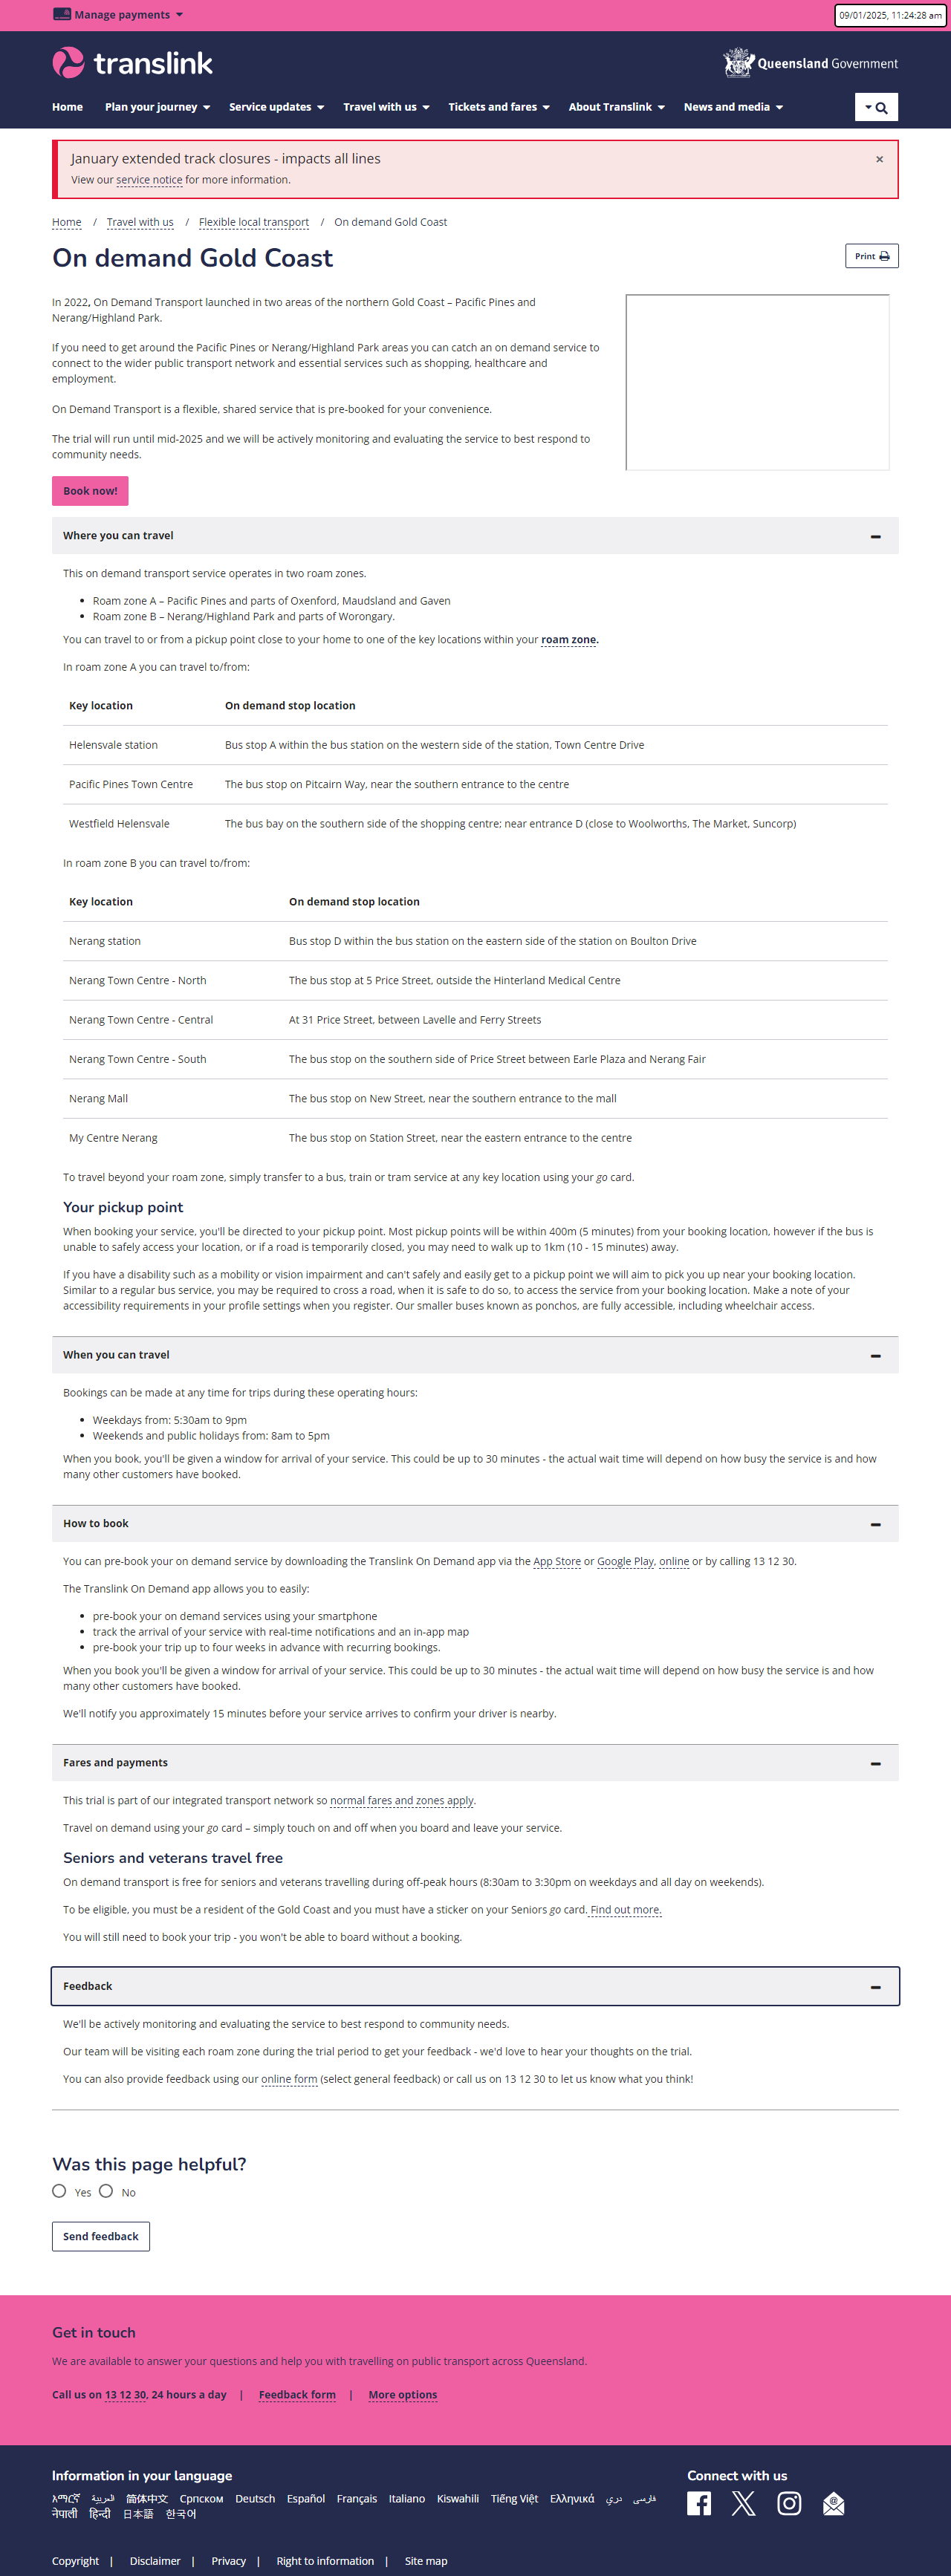 Manage payments
09/01/2025, 11:24:28 am
translink
Queensland Government
Home Plan your journey Service updates Travel with us Tickets and fares About Translink News and media
January extended track closures - impacts all lines
×
View our service notice for more information.
Home / Travel with us / Flexible local transport / On demand Gold Coast
On demand Gold Coast
Print
In 2022, On Demand Transport launched in two areas of the northern Gold Coast – Pacific Pines and
Nerang/Highland Park.
If you need to get around the Pacific Pines or Nerang/Highland Park areas you can catch an on demand service to
connect to the wider public transport network and essential services such as shopping, healthcare and
employment.
On Demand Transport is a flexible, shared service that is pre-booked for your convenience.
The trial will run until mid-2025 and we will be actively monitoring and evaluating the service to best respond to
community needs.
Book now!
Where you can travel
This on demand transport service operates in two roam zones.
• Roam zone A – Pacific Pines and parts of Oxenford, Maudsland and Gaven
• Roam zone B – Nerang/Highland Park and parts of Worongary.
You can travel to or from a pickup point close to your home to one of the key locations within your roam zone.
In roam zone A you can travel to/from:
Key location On demand stop location
Helensvale station Bus stop A within the bus station on the western side of the station, Town Centre Drive
Pacific Pines Town Centre The bus stop on Pitcairn Way, near the southern entrance to the centre
Westfield Helensvale The bus bay on the southern side of the shopping centre; near entrance D (close to Woolworths, The Market, Suncorp)
In roam zone B you can travel to/from:
Key location On demand stop location
Nerang station Bus stop D within the bus station on the eastern side of the station on Boulton Drive
Nerang Town Centre - North The bus stop at 5 Price Street, outside the Hinterland Medical Centre
Nerang Town Centre - Central At 31 Price Street, between Lavelle and Ferry Streets
Nerang Town Centre - South The bus stop on the southern side of Price Street between Earle Plaza and Nerang Fair
Nerang Mall The bus stop on New Street, near the southern entrance to the mall
My Centre Nerang The bus stop on Station Street, near the eastern entrance to the centre
To travel beyond your roam zone, simply transfer to a bus, train or tram service at any key location using your go card.
Your pickup point
When booking your service, you'll be directed to your pickup point. Most pickup points will be within 400m (5 minutes) from your booking location, however if the bus is
unable to safely access your location, or if a road is temporarily closed, you may need to walk up to 1km (10 - 15 minutes) away.
If you have a disability such as a mobility or vision impairment and can't safely and easily get to a pickup point we will aim to pick you up near your booking location.
Similar to a regular bus service, you may be required to cross a road, when it is safe to do so, to access the service from your booking location. Make a note of your
accessibility requirements in your profile settings when you register. Our smaller buses known as ponchos, are fully accessible, including wheelchair access.
When you can travel
Bookings can be made at any time for trips during these operating hours:
• Weekdays from: 5:30am to 9pm
• Weekends and public holidays from: 8am to 5pm
When you book, you'll be given a window for arrival of your service. This could be up to 30 minutes - the actual wait time will depend on how busy the service is and how
many other customers have booked.
How to book
You can pre-book your on demand service by downloading the Translink On Demand app via the App Store or Google Play, online or by calling 13 12 30.
The Translink On Demand app allows you to easily:
• pre-book your on demand services using your smartphone
• track the arrival of your service with real-time notifications and an in-app map
• pre-book your trip up to four weeks in advance with recurring bookings.
When you book you'll be given a window for arrival of your service. This could be up to 30 minutes - the actual wait time will depend on how busy the service is and how
many other customers have booked.
We'll notify you approximately 15 minutes before your service arrives to confirm your driver is nearby.
Fares and payments
This trial is part of our integrated transport network so normal fares and zones apply.
Travel on demand using your go card – simply touch on and off when you board and leave your service.
Seniors and veterans travel free
On demand transport is free for seniors and veterans travelling during off-peak hours (8:30am to 3:30pm on weekdays and all day on weekends).
To be eligible, you must be a resident of the Gold Coast and you must have a sticker on your Seniors go card. Find out more.
You will still need to book your trip - you won't be able to board without a booking.
Feedback
We'll be actively monitoring and evaluating the service to best respond to community needs.
Our team will be visiting each roam zone during the trial period to get your feedback - we'd love to hear your thoughts on the trial.
You can also provide feedback using our online form (select general feedback) or call us on 13 12 30 to let us know what you think!
Was this page helpful?
Yes No
Send feedback
Get in touch
We are available to answer your questions and help you with travelling on public transport across Queensland.
Call us on 13 12 30, 24 hours a day | Feedback form | More options
Information in your language
Connect with us
አማርኛ العربية 简体中文 Српском Deutsch Español Français Italiano Kiswahili Tiếng Việt Ελληνικά دري فارسی
नेपाली हिन्दी 日本語 한국어
Copyright | Disclaimer | Privacy | Right to information | Site map